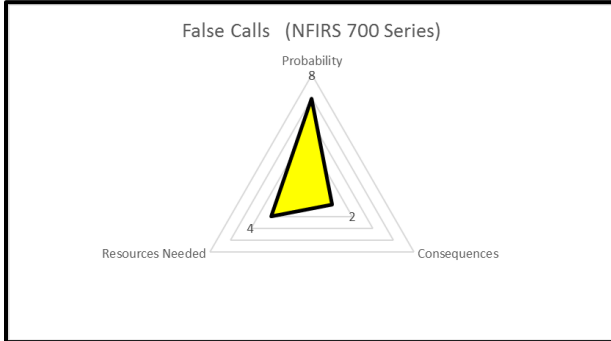 False Calls (NFIRS 700 Series)
Probability
8
2
4
Resources Needed
Consequences